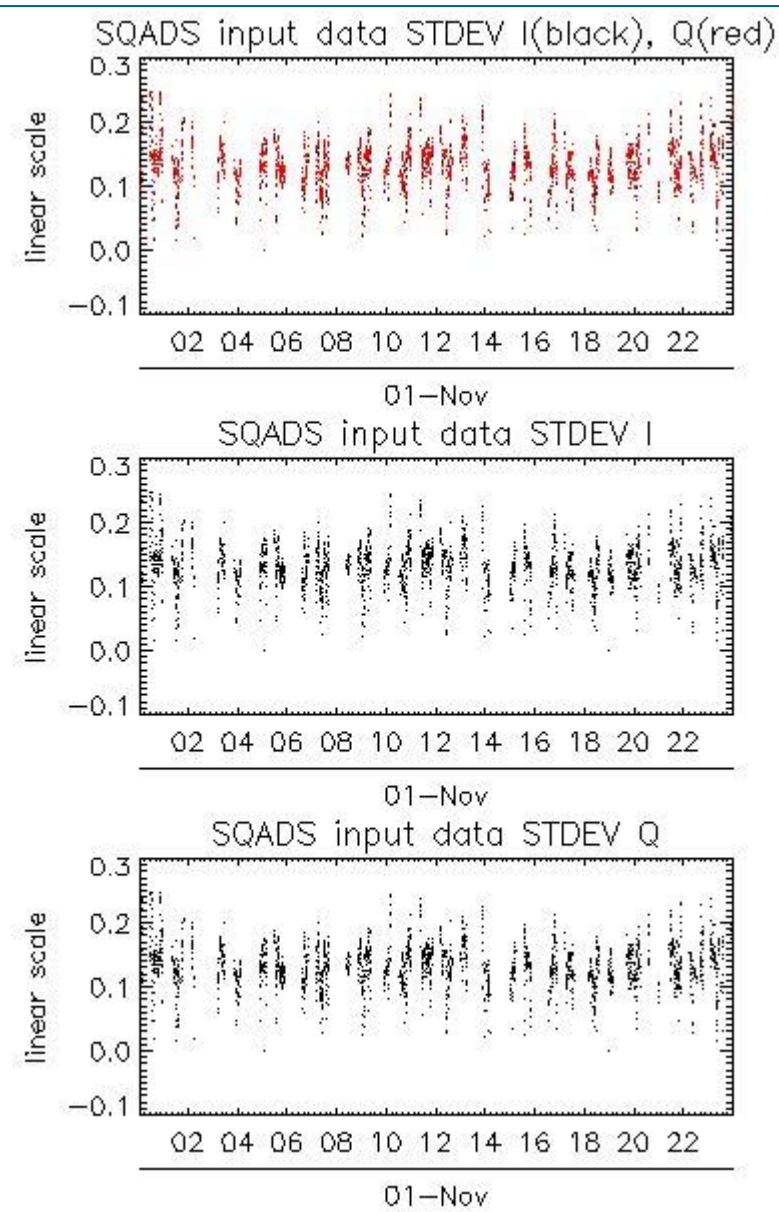 SQADS input data STDEV I(black), Q(red)
0.3
0.2
0.1
0.0
−0.1
linear scale
02 04 06 08 10 12 14 16 18 20 22
01−Nov
SQADS input data STDEV I
0.3
0.2
0.1
0.0
−0.1
linear scale
02 04 06 08 10 12 14 16 18 20 22
01−Nov
SQADS input data STDEV Q
0.3
0.2
0.1
0.0
−0.1
linear scale
02 04 06 08 10 12 14 16 18 20 22
01−Nov